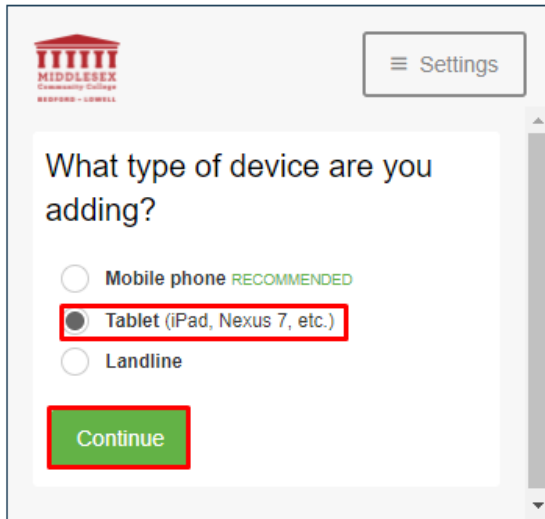 MIDDLESEX
Community College
BEDFORD – LOWELL
≡ Settings
What type of device are you
adding?
Mobile phone RECOMMENDED
Tablet (iPad, Nexus 7, etc.)
Landline
Continue